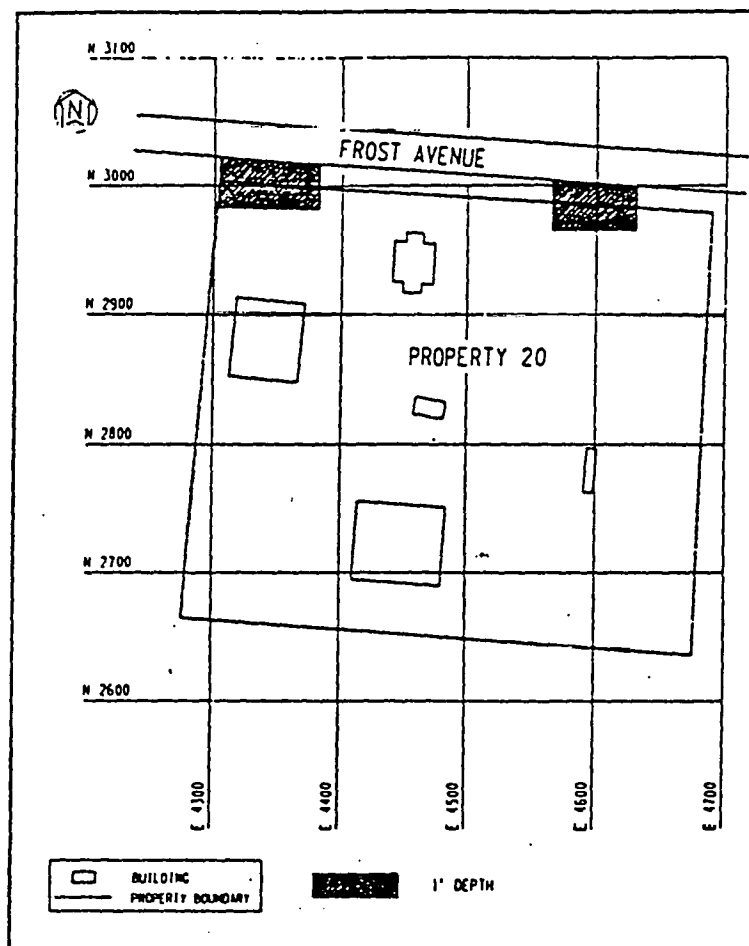 N 3100
N
FROST AVENUE
N 3000
N 2900
PROPERTY 20
N 2800
N 2700
N 2600
E 4300
E 4400
E 4500
E 4600
E 4700
BUILDING
PROPERTY BOUNDARY
1' DEPTH